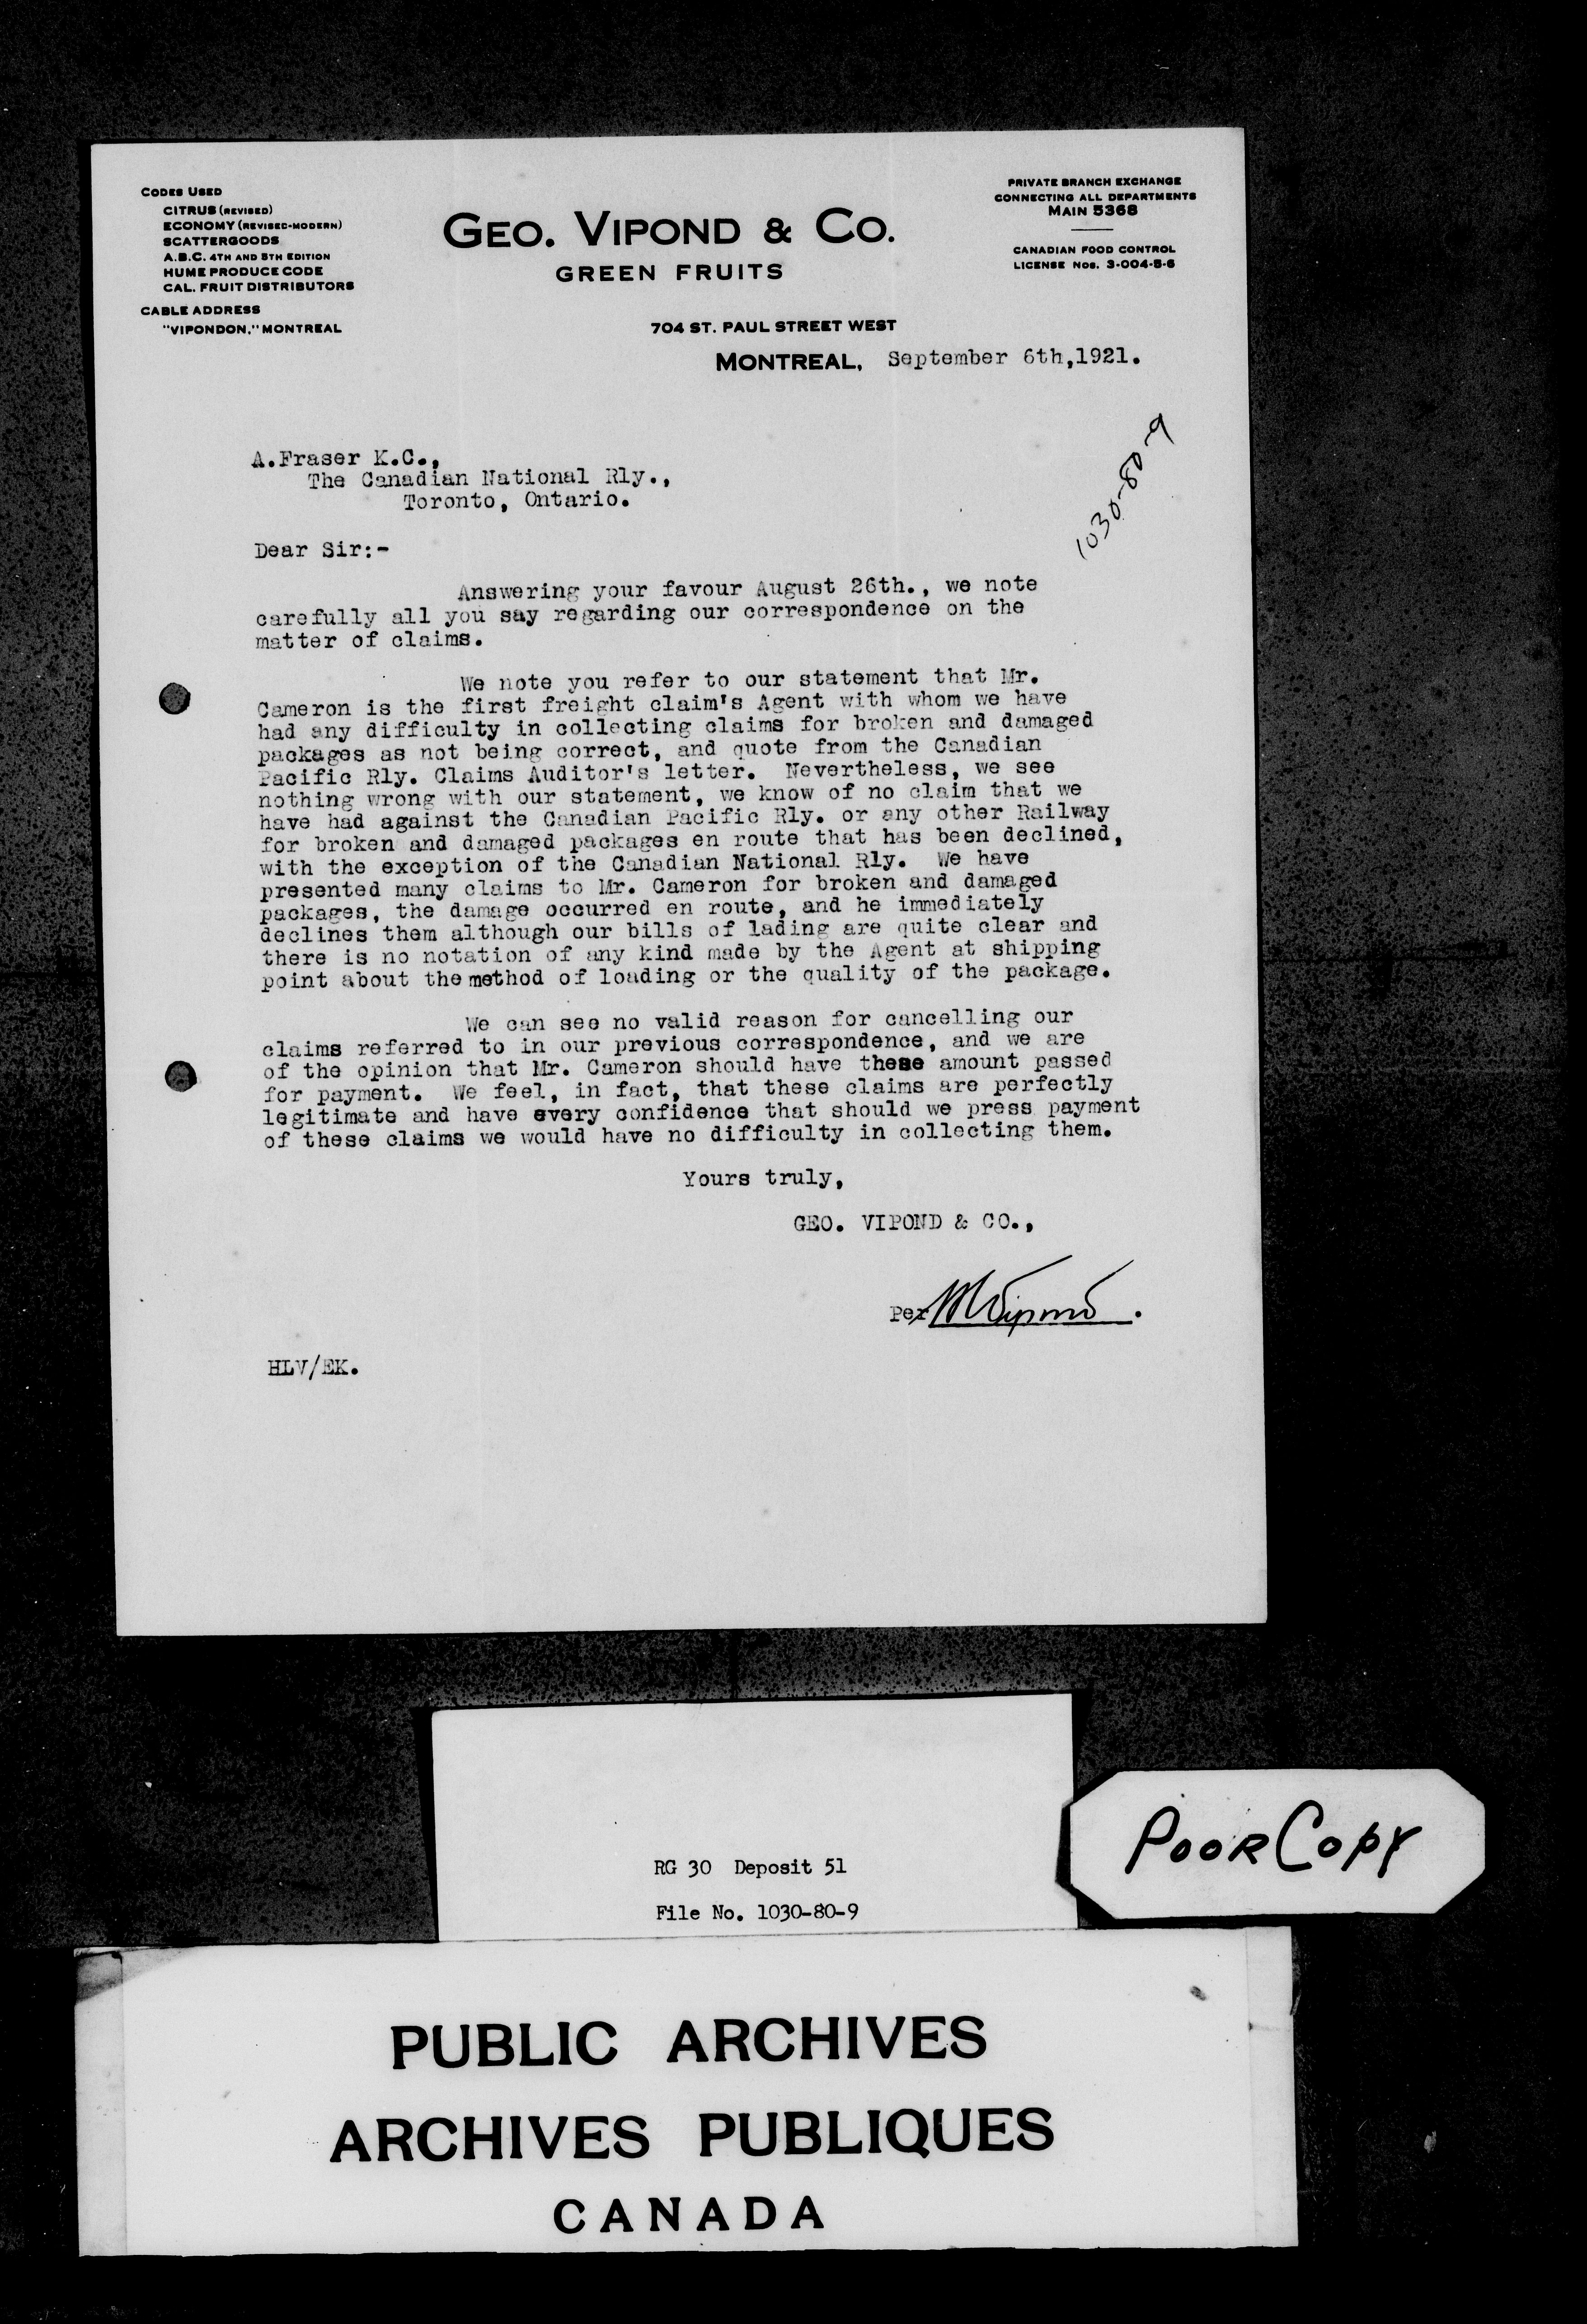 CODES USED
CITRUS (REVISED)
ECONOMY (REVISED-MODERN)
SCATTERGOODS
A.B.C. 4TH AND 5TH EDITION
HUME PRODUCE CODE
CAL. FRUIT DISTRIBUTORS
CABLE ADDRESS
"VIPONDON," MONTREAL
GEO. VIPOND & CO.
GREEN FRUITS
PRIVATE BRANCH EXCHANGE
CONNECTING ALL DEPARTMENTS
MAIN 5368
CANADIAN FOOD CONTROL
LICENSE NOS. 3-004-5-6
704 ST. PAUL STREET WEST
MONTREAL, September 6th,1921.
1030-80-9
A.Fraser K.C.,
The Canadian National Rly.,
Toronto, Ontario.
Dear Sir:-
Answering your favour August 26th., we note
carefully all you say regarding our correspondence on the
matter of claims.
We note you refer to our statement that Mr.
Cameron is the first freight claim's Agent with whom we have
had any difficulty in collecting claims for broken and damaged
packages as not being correct, and quote from the Canadian
Pacific Rly. Claims Auditor's letter. Nevertheless, we see
nothing wrong with our statement, we know of no claim that we
have had against the Canadian Pacific Rly. or any other Railway
for broken and damaged packages en route that has been declined,
with the exception of the Canadian National Rly. We have
presented many claims to Mr. Cameron for broken and damaged
packages, the damage occurred en route, and he immediately
declines them although our bills of lading are quite clear and
there is no notation of any kind made by the Agent at shipping
point about the method of loading or the quality of the package.
We can see no valid reason for cancelling our
claims referred to in our previous correspondence, and we are
of the opinion that Mr. Cameron should have these amount passed
for payment. We feel, in fact, that these claims are perfectly
legitimate and have every confidence that should we press payment
of these claims we would have no difficulty in collecting them.
Yours truly,
GEO. VIPOND & CO.,
Per Vipond.
HLV/EK.
RG 30 Deposit 51
File No. 1030-80-9
POOR COPY
PUBLIC ARCHIVES
ARCHIVES PUBLIQUES
CANADA